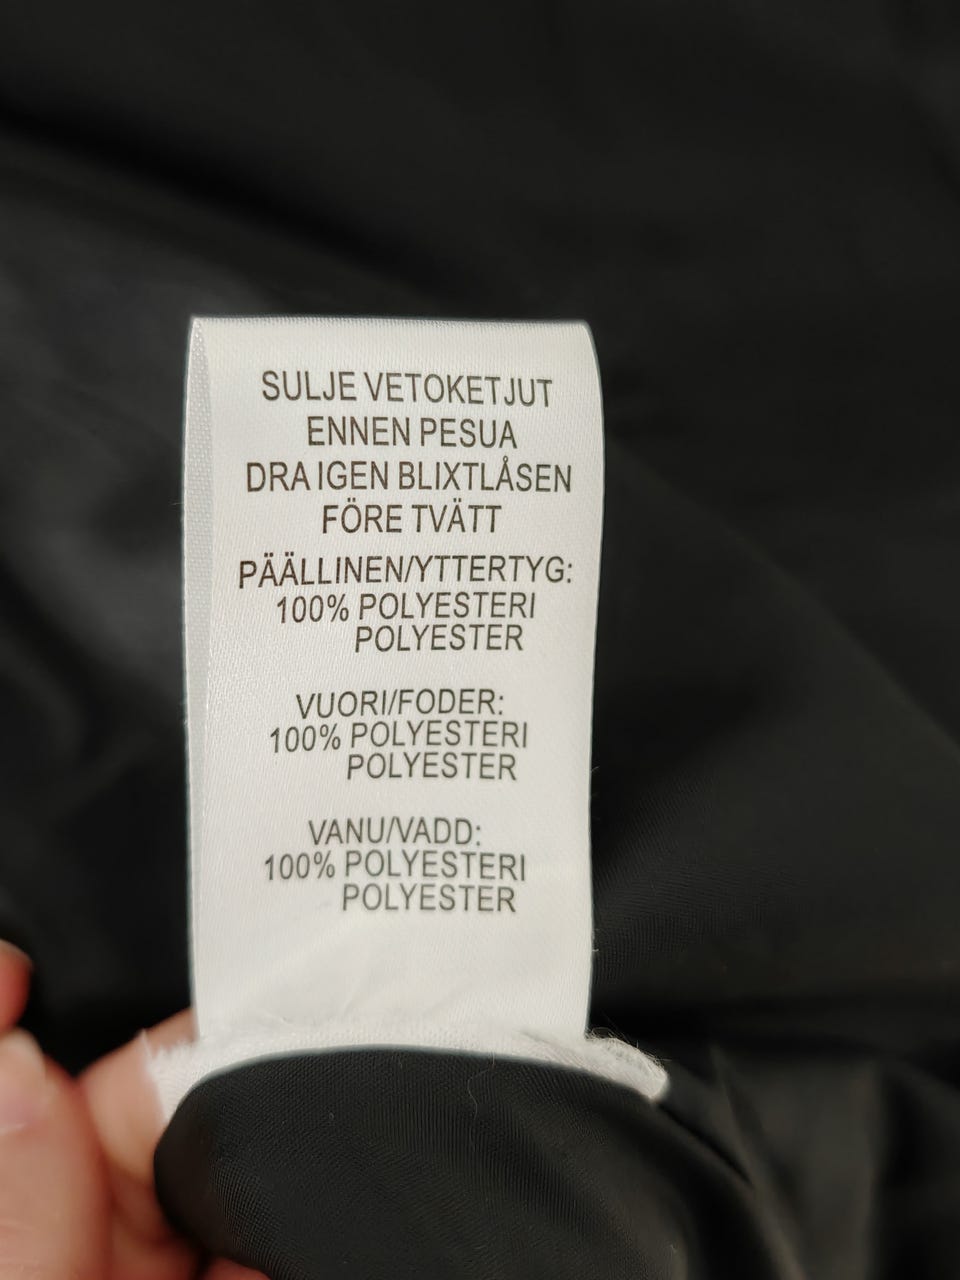 SULJE VETOKETJUT
ENNEN PESUA
DRA IGEN BLIXTLÅSEN
FÖRE TVÄTT
PÄÄLLINEN/YTTERTYG:
100% POLYESTERI
POLYESTER
VUORI/FODER:
100% POLYESTERI
POLYESTER
VANU/VADD:
100% POLYESTERI
POLYESTER